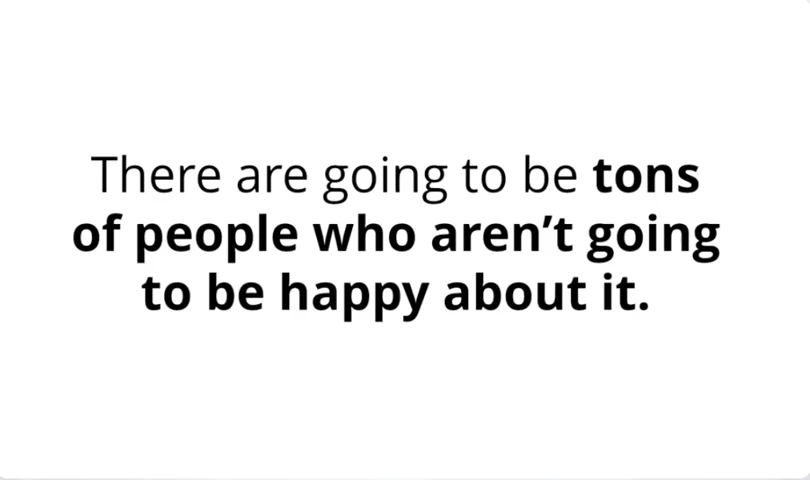 There are going to be tons
of people who aren’t going
to be happy about it.